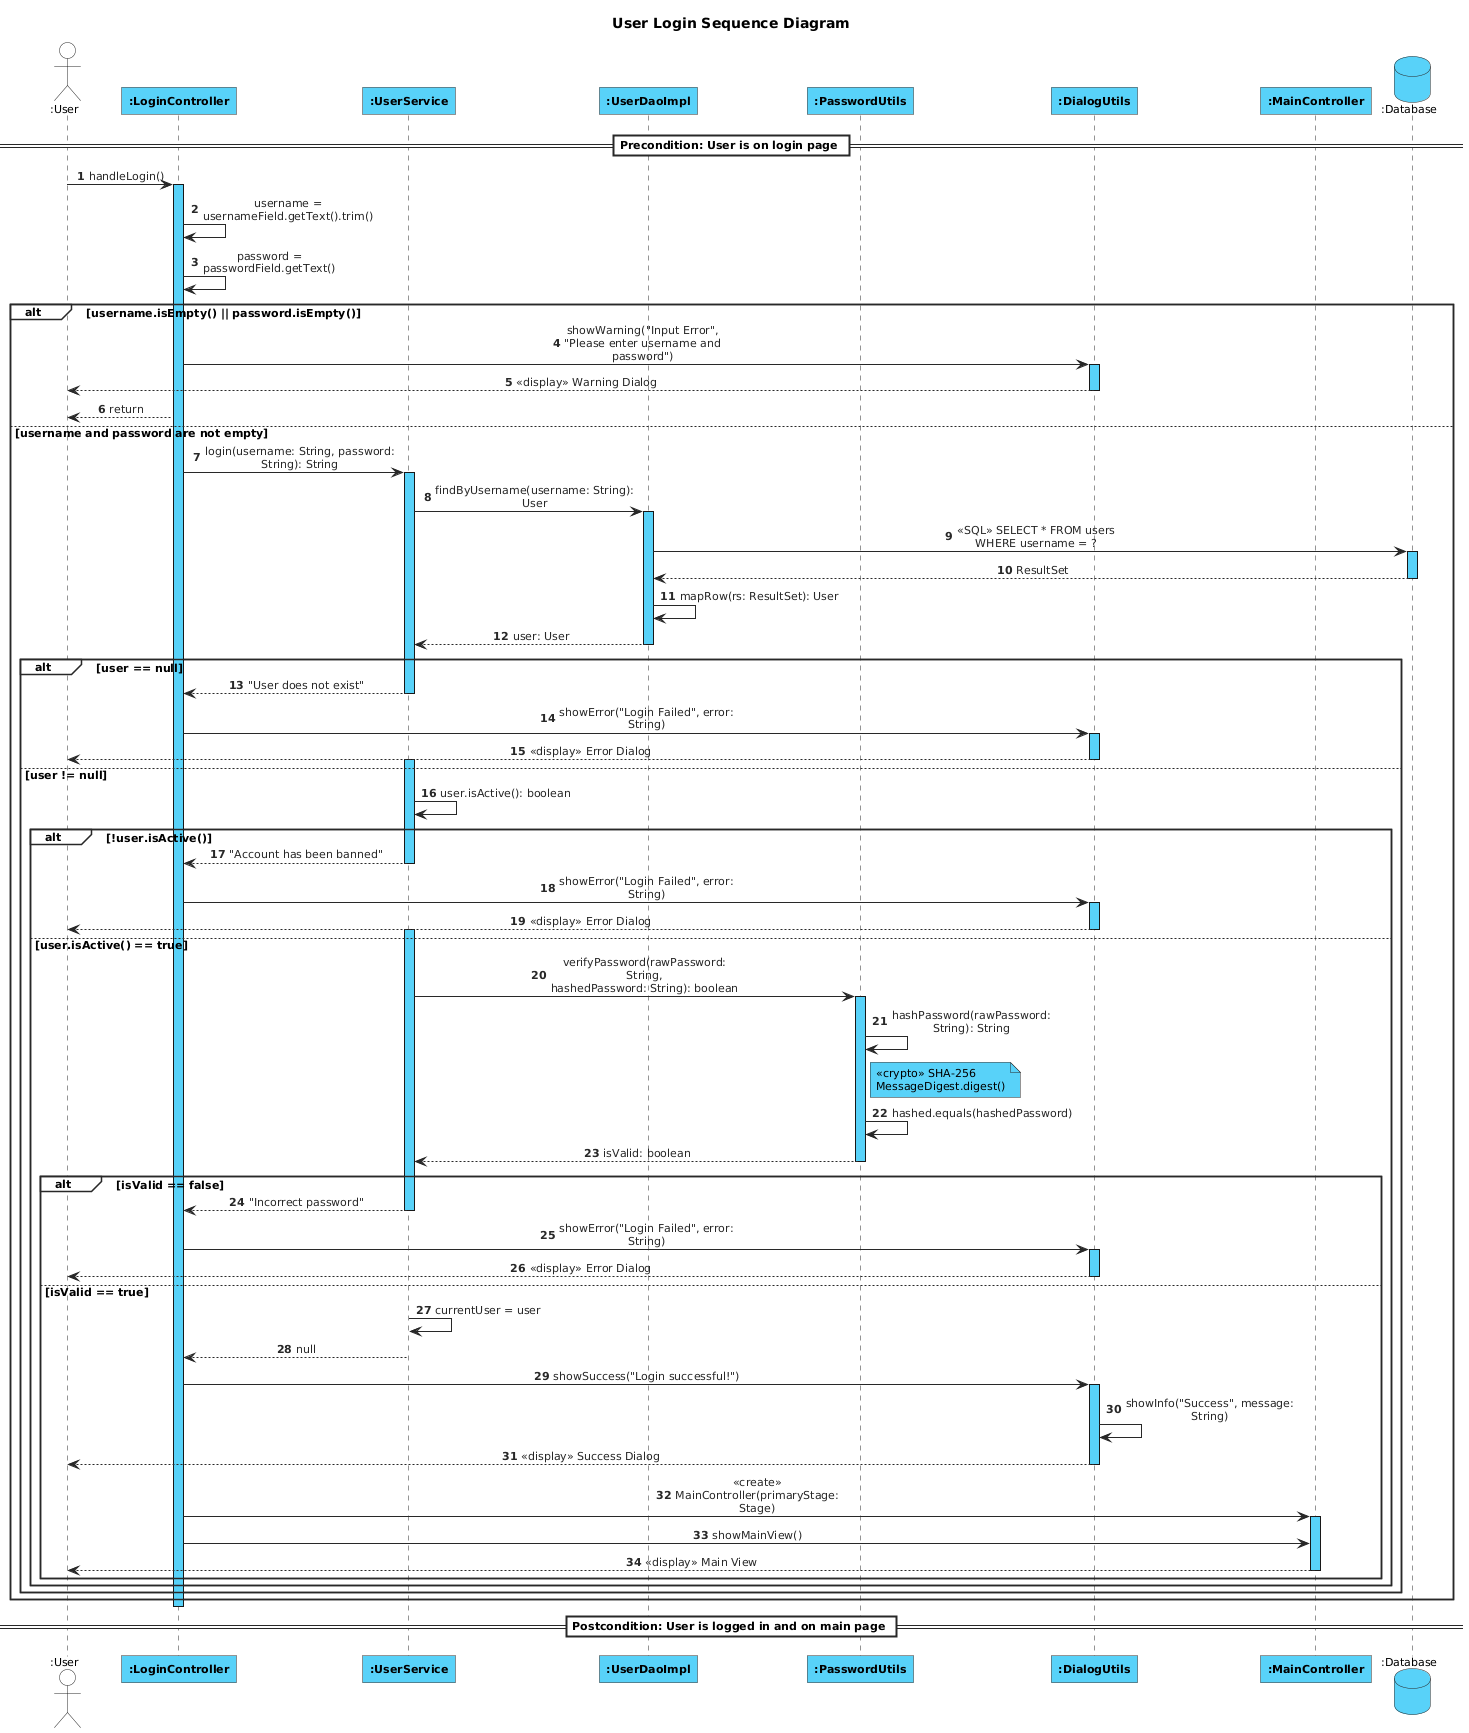 User Login Sequence Diagram
:User
:LoginController
:UserService
:UserDaoImpl
:PasswordUtils
:DialogUtils
:MainController
:Database
Precondition: User is on login page
1 handleLogin()
2 username =
usernameField.getText().trim()
3 password =
passwordField.getText()
alt [username.isEmpty() || password.isEmpty()]
showWarning("Input Error",
4 "Please enter username and
password")
5 «display» Warning Dialog
6 return
[username and password are not empty]
7 login(username: String, password:
String): String
8 findByUsername(username: String):
User
9 «SQL» SELECT * FROM users
WHERE username = ?
10 ResultSet
11 mapRow(rs: ResultSet): User
12 user: User
alt [user == null]
13 "User does not exist"
14 showError("Login Failed", error:
String)
15 «display» Error Dialog
[user != null]
16 user.isActive(): boolean
alt [!user.isActive()]
17 "Account has been banned"
18 showError("Login Failed", error:
String)
19 «display» Error Dialog
[user.isActive() == true]
verifyPassword(rawPassword:
20 String,
hashedPassword: String): boolean
21 hashPassword(rawPassword:
String): String
«crypto» SHA-256
MessageDigest.digest()
22 hashed.equals(hashedPassword)
23 isValid: boolean
alt [isValid == false]
24 "Incorrect password"
25 showError("Login Failed", error:
String)
26 «display» Error Dialog
[isValid == true]
27 currentUser = user
28 null
29 showSuccess("Login successful!")
30 showInfo("Success", message:
String)
31 «display» Success Dialog
«create»
32 MainController(primaryStage:
Stage)
33 showMainView()
34 «display» Main View
Postcondition: User is logged in and on main page
:User
:LoginController
:UserService
:UserDaoImpl
:PasswordUtils
:DialogUtils
:MainController
:Database